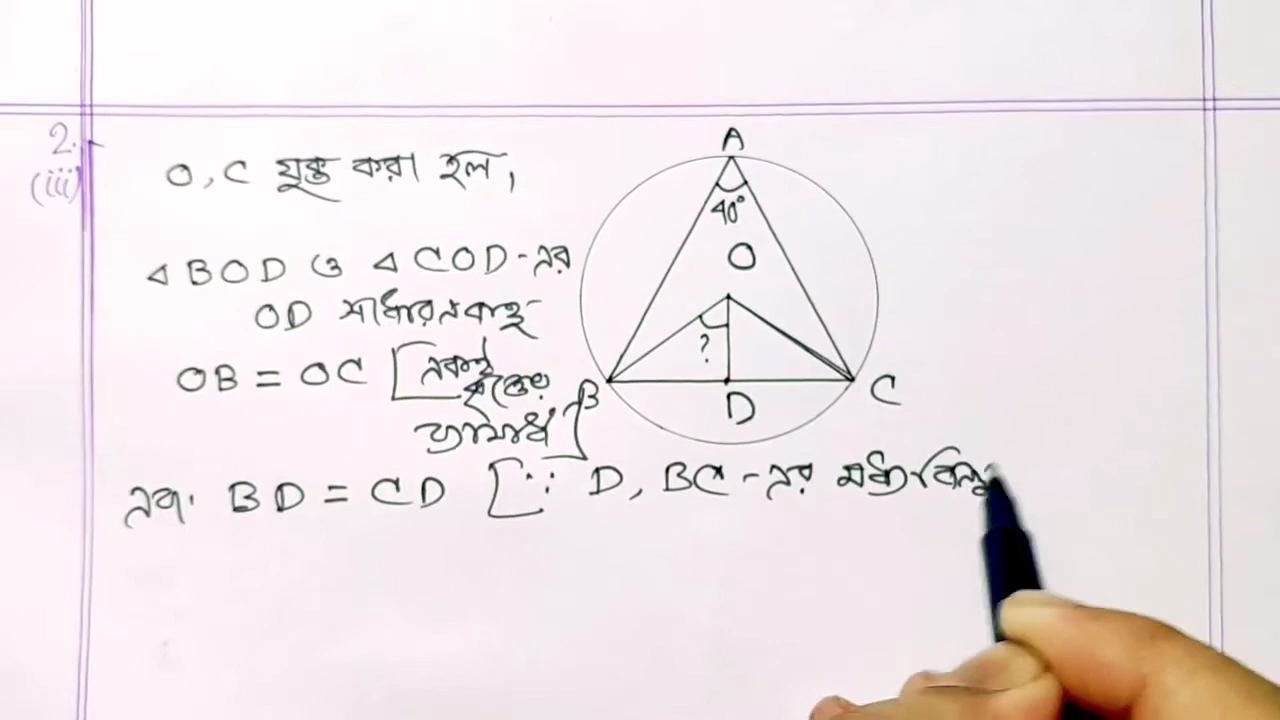 2.
(iii)
O, C যুক্ত করা হল,
△ BOD ও △ COD-এর
OD সাধারন বাহু
OB = OC [একই
বৃত্তের
ব্যাসার্ধ]
এবং BD = CD [∵ D, BC-এর মধ্যবিন্দু
A
40°
O
?
B
D
C